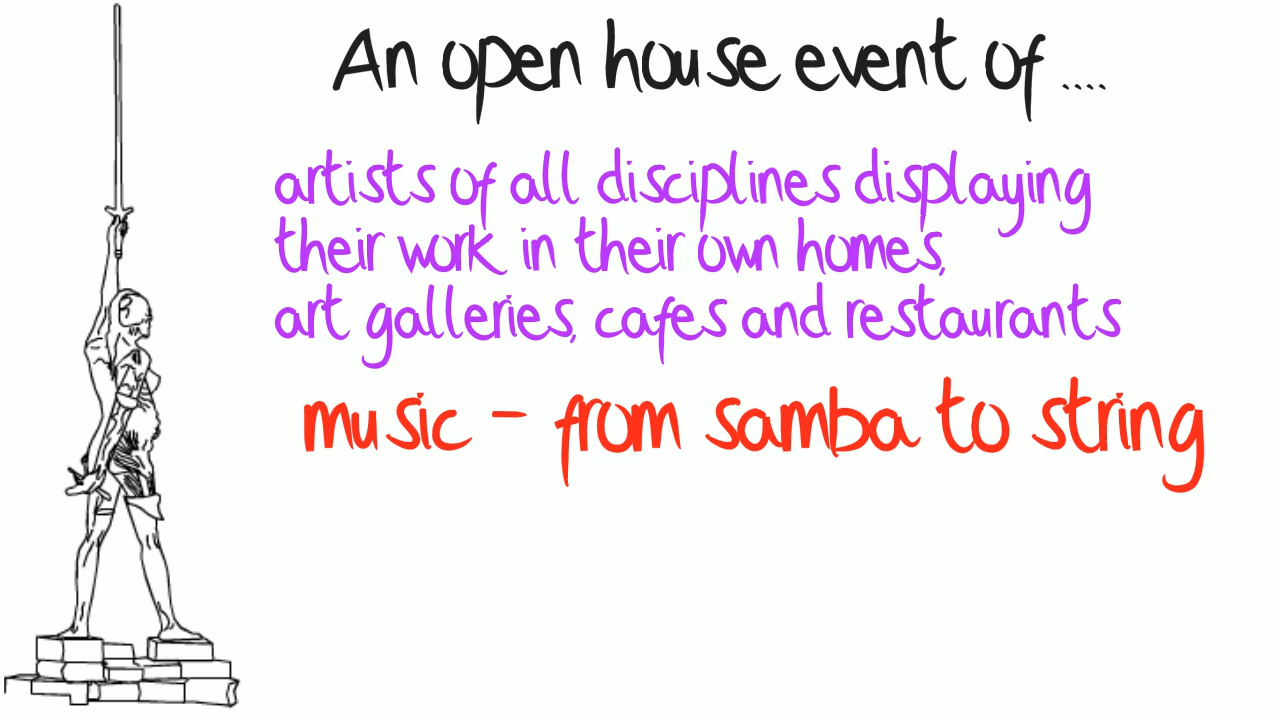 An open house event of ....
artists of all disciplines displaying
their work in their own homes,
art galleries, cafes and restaurants
music - from samba to string